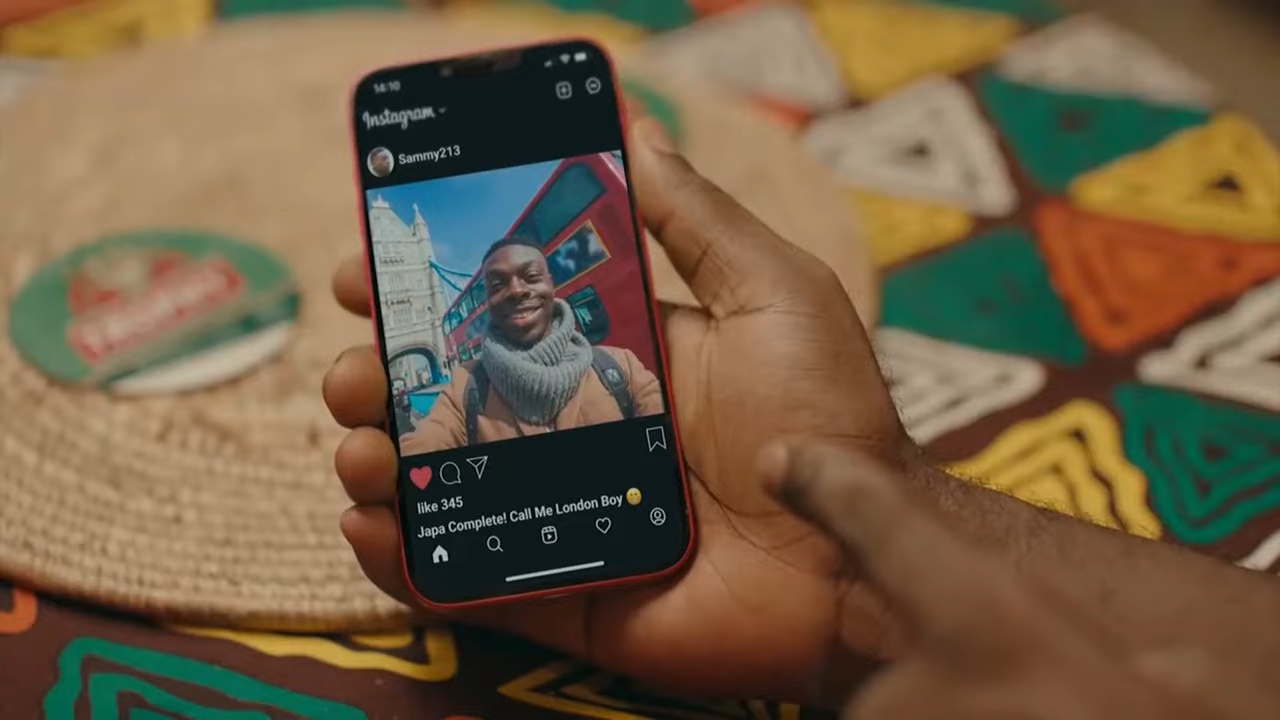 14:10
Instagram
Sammy213
like 345
Japa Complete! Call Me London Boy 🙂